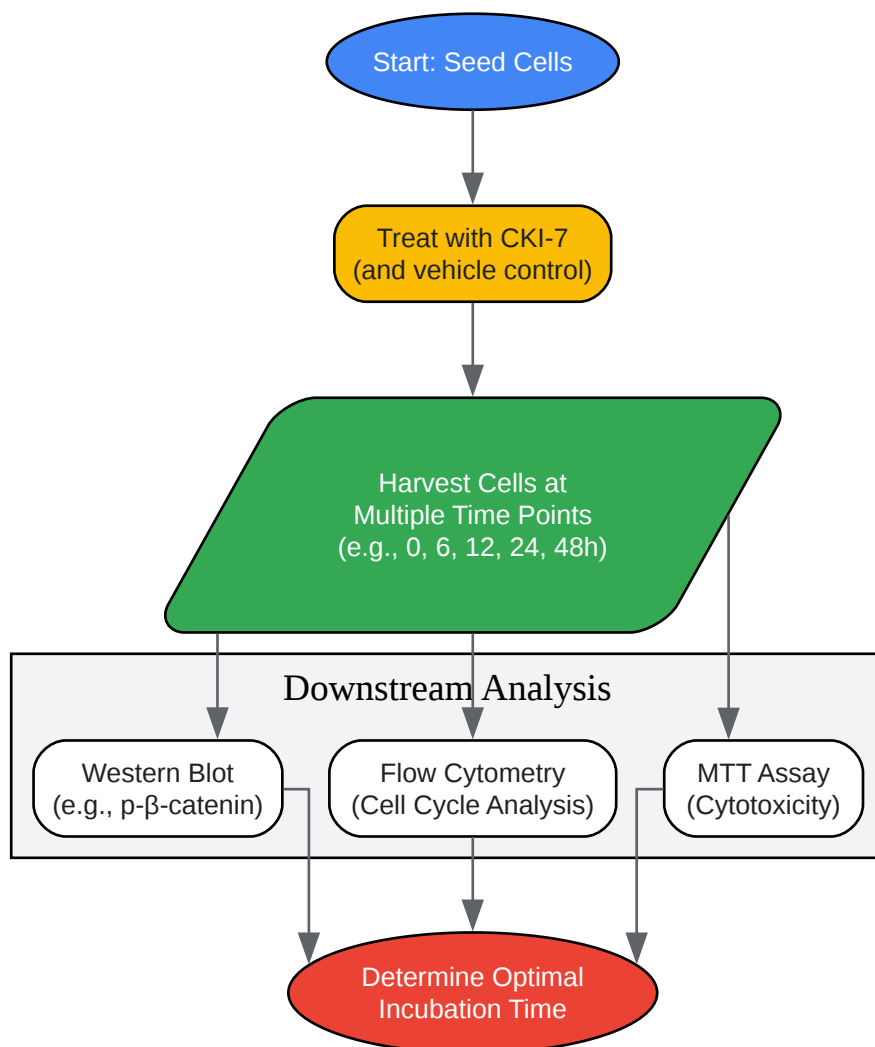 Start: Seed Cells
Treat with CKI-7
(and vehicle control)
Harvest Cells at
Multiple Time Points
(e.g., 0, 6, 12, 24, 48h)
Downstream Analysis
Western Blot
(e.g., p-β-catenin)
Flow Cytometry
(Cell Cycle Analysis)
MTT Assay
(Cytotoxicity)
Determine Optimal
Incubation Time